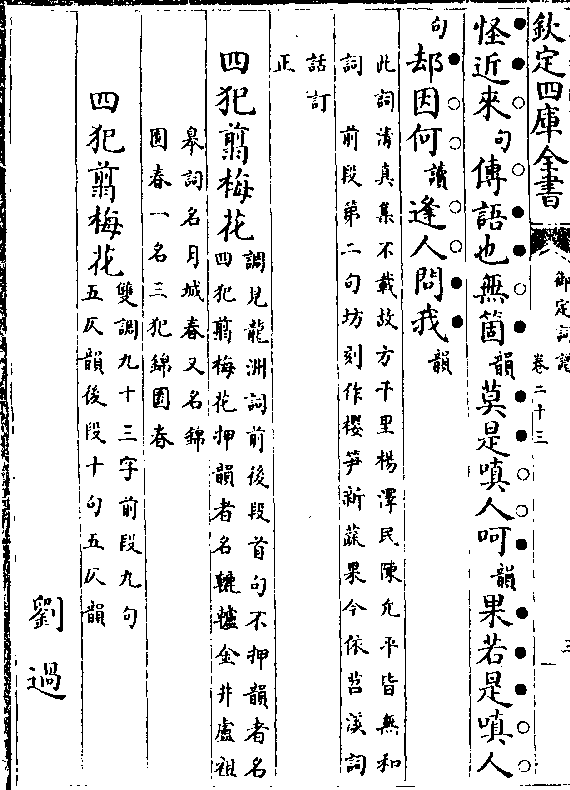 欽定四庫全書
御定詞譜
卷二十三
怪近來句傳語也無箇韻莫是嗔人呵韻果若是嗔人
句却因何讀逢人問我韻
此詞清真集不載故方千里楊澤民陳允平皆無和
詞　前段第二句坊刻作櫻笋新蔬果今依苕溪詞
話訂
正
四犯翦梅花
調見龍洲詞前後段首句不押韻者名
四犯翦梅花押韻者名轆轤金井盧祖
皋詞名月城春又名錦
園春一名三犯錦園春
四犯翦梅花
雙調九十三字前段九句
五仄韻後段十句五仄韻
劉過